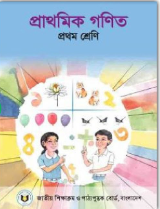 প্রাথমিক গণিত
প্রথম শ্রেণি
জাতীয় শিক্ষাক্রম ও পাঠ্যপুস্তক বোর্ড, বাংলাদেশ